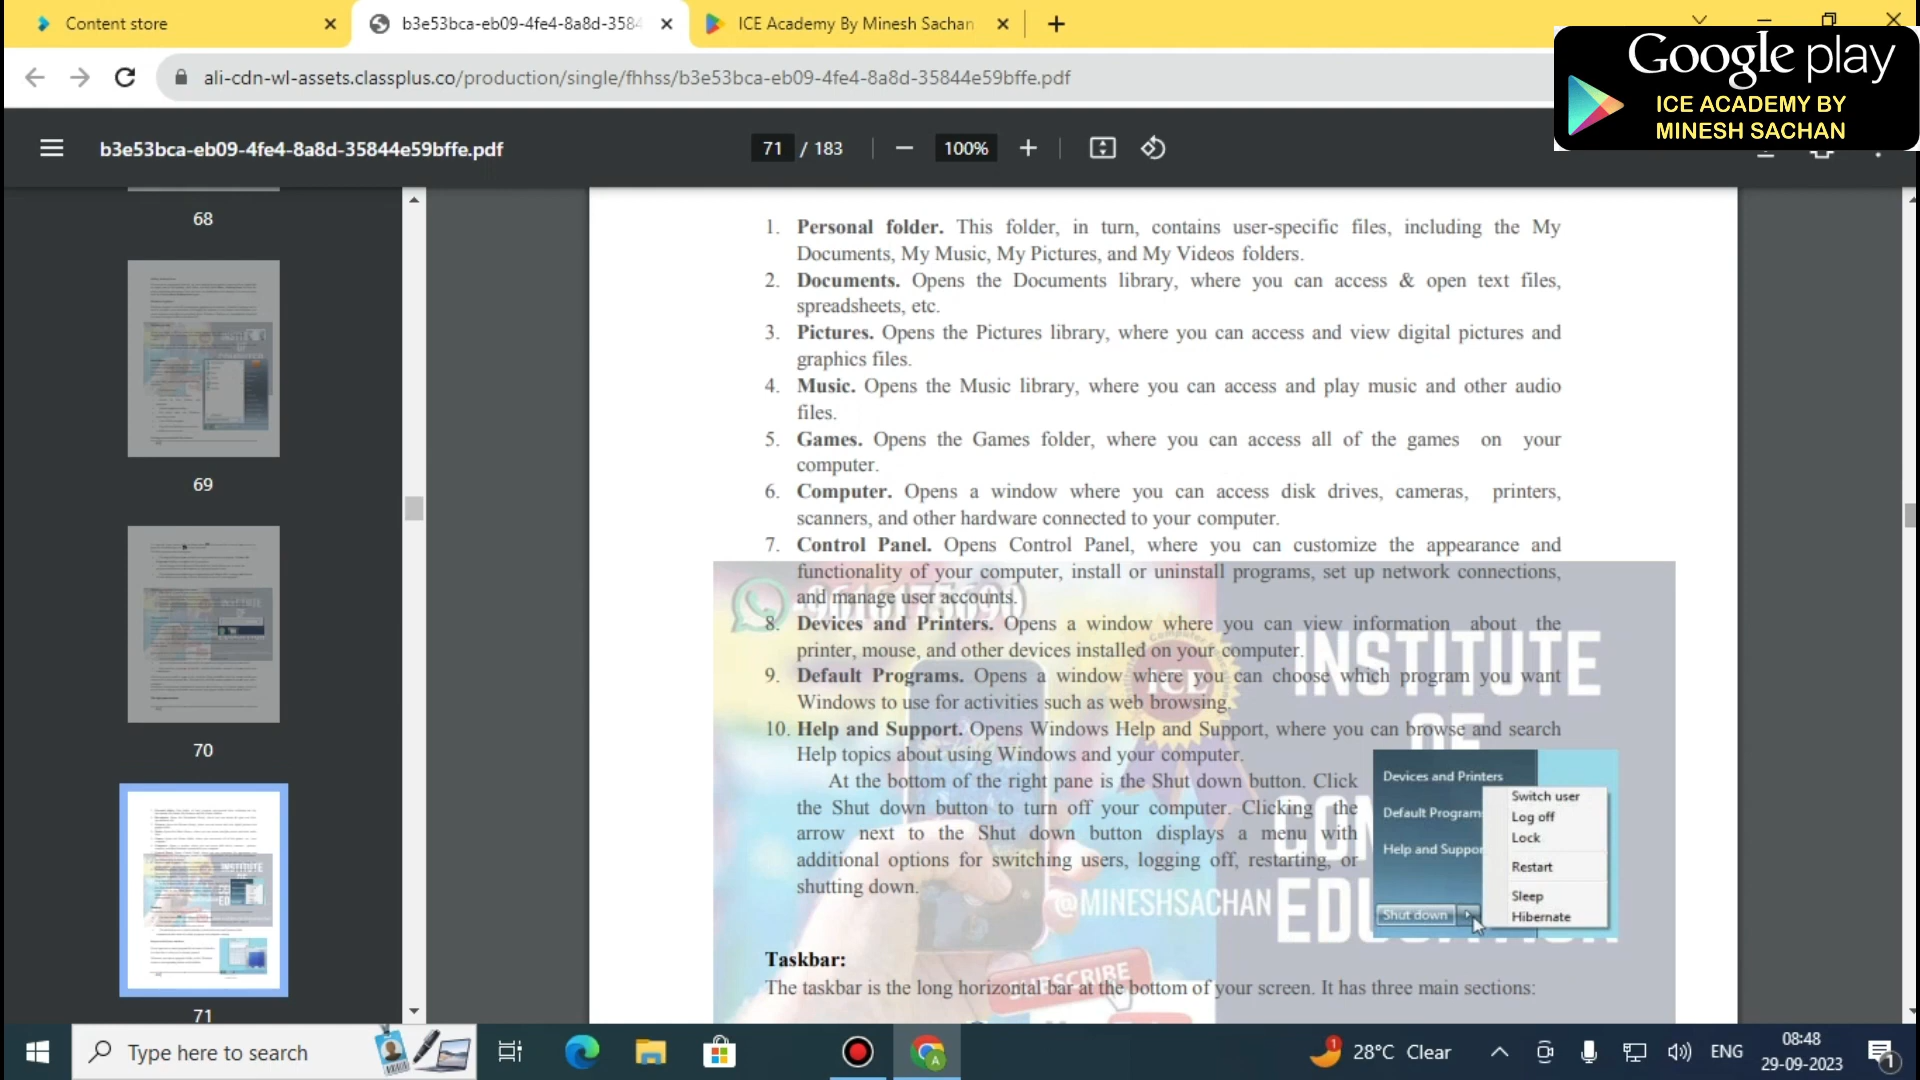 Content store
b3e53bca-eb09-4fe4-8a8d-3584
ICE Academy By Minesh Sachan
ali-cdn-wl-assets.classplus.co/production/single/fhhss/b3e53bca-eb09-4fe4-8a8d-35844e59bffe.pdf
Google play
ICE ACADEMY BY
MINESH SACHAN
b3e53bca-eb09-4fe4-8a8d-35844e59bffe.pdf
71 / 183
100%
68
69
70
71
1. Personal folder. This folder, in turn, contains user-specific files, including the My
Documents, My Music, My Pictures, and My Videos folders.
2. Documents. Opens the Documents library, where you can access & open text files,
spreadsheets, etc.
3. Pictures. Opens the Pictures library, where you can access and view digital pictures and
graphics files.
4. Music. Opens the Music library, where you can access and play music and other audio
files.
5. Games. Opens the Games folder, where you can access all of the games on your
computer.
6. Computer. Opens a window where you can access disk drives, cameras, printers,
scanners, and other hardware connected to your computer.
7. Control Panel. Opens Control Panel, where you can customize the appearance and
functionality of your computer, install or uninstall programs, set up network connections,
and manage user accounts.
8. Devices and Printers. Opens a window where you can view information about the
printer, mouse, and other devices installed on your computer.
9. Default Programs. Opens a window where you can choose which program you want
Windows to use for activities such as web browsing.
10. Help and Support. Opens Windows Help and Support, where you can browse and search
Help topics about using Windows and your computer.
At the bottom of the right pane is the Shut down button. Click
the Shut down button to turn off your computer. Clicking the
arrow next to the Shut down button displays a menu with
additional options for switching users, logging off, restarting, or
shutting down.
Devices and Printers
Default Program
Help and Suppor
Shut down
Switch user
Log off
Lock
Restart
Sleep
Hibernate
INSTITUTE
OF
EDUCATION
ICE
@MINESHSACHAN
SUBSCRIBE
Taskbar:
The taskbar is the long horizontal bar at the bottom of your screen. It has three main sections:
Type here to search
1
28°C Clear
ENG
08:48
29-09-2023
1